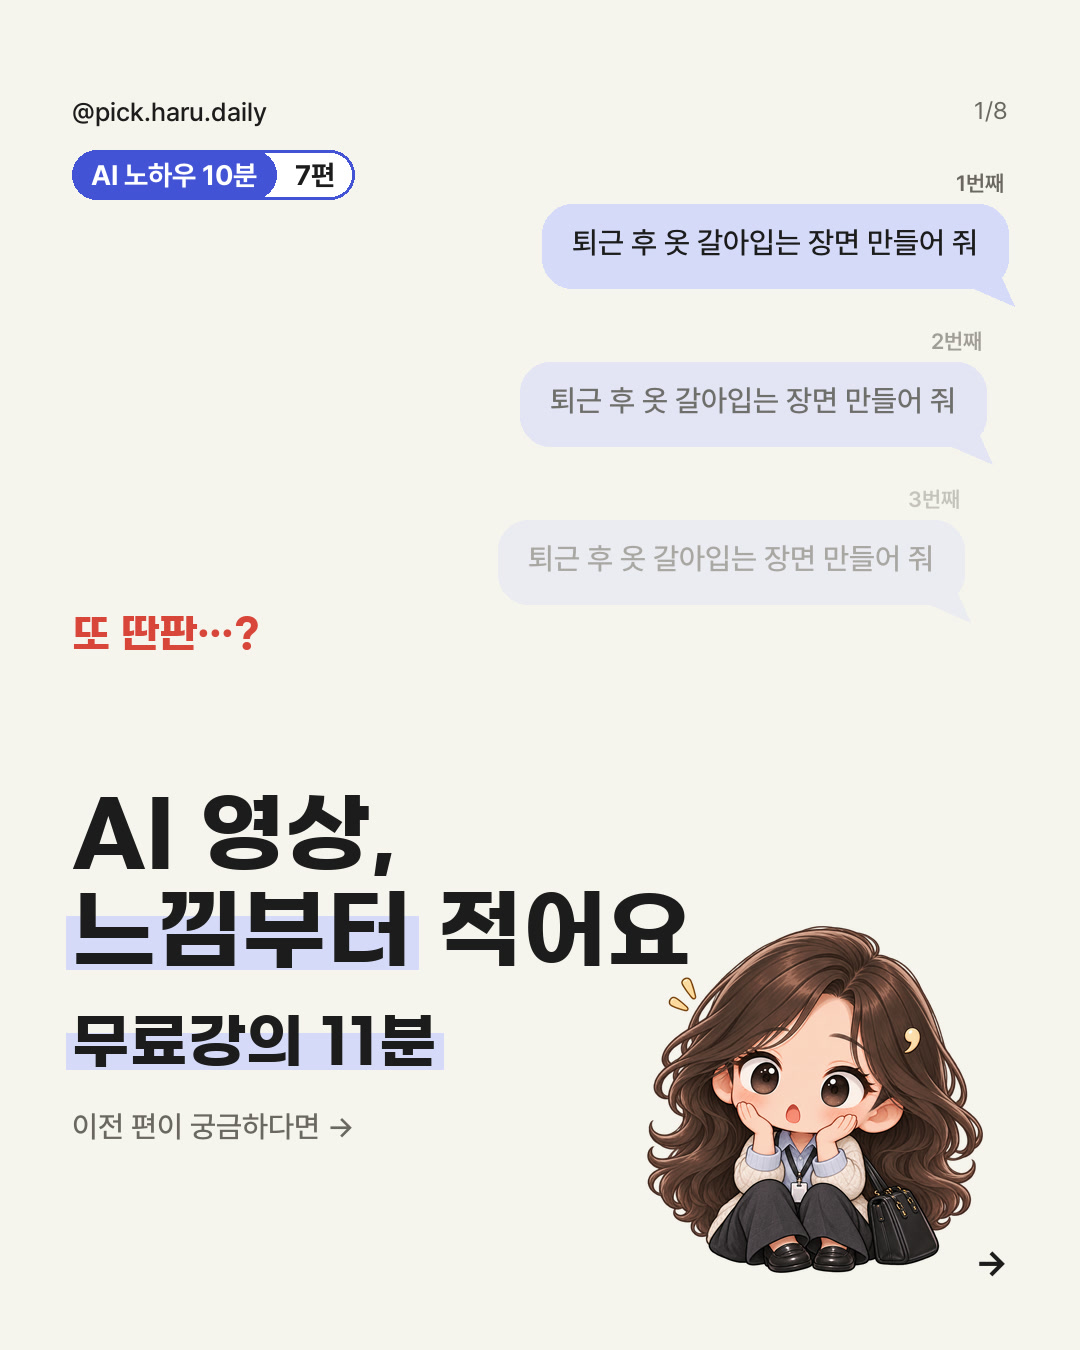 @pick.haru.daily
1/8
AI 노하우 10분 7편
1번째
퇴근 후 옷 갈아입는 장면 만들어 줘
2번째
퇴근 후 옷 갈아입는 장면 만들어 줘
3번째
퇴근 후 옷 갈아입는 장면 만들어 줘
또 딴판…?
AI 영상,
느낌부터 적어요
무료강의 11분
이전 편이 궁금하다면 →
→